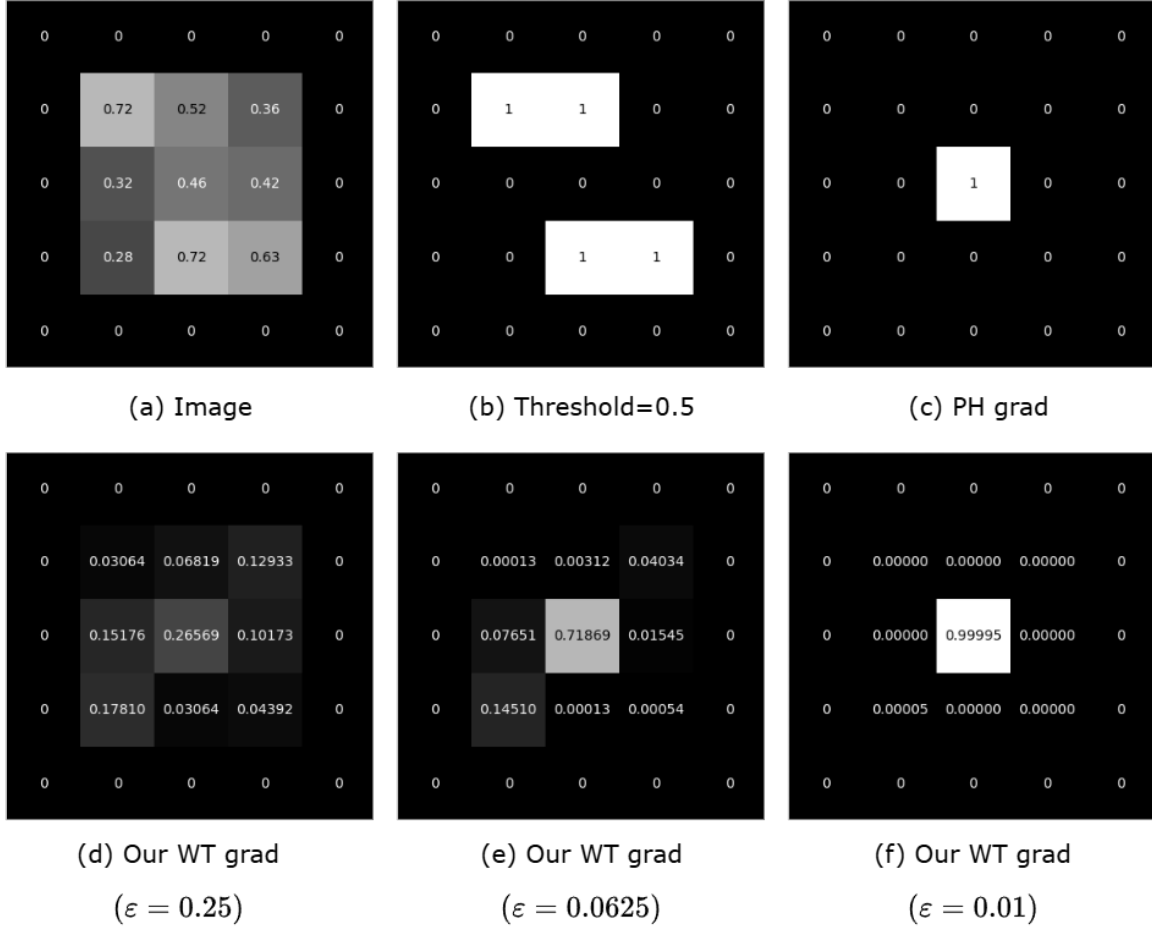 0 0 0 0 0 0 0 0 0 0 0 0 0 0 0
0 0.72 0.52 0.36 0 0 1 1 0 0 0 0 0 0 0
0 0.32 0.46 0.42 0 0 0 0 0 0 0 0 1 0 0
0 0.28 0.72 0.63 0 0 0 1 1 0 0 0 0 0 0
0 0 0 0 0 0 0 0 0 0 0 0 0 0 0
(a) Image (b) Threshold=0.5 (c) PH grad
0 0 0 0 0 0 0 0 0 0 0 0 0 0 0
0 0.03064 0.06819 0.12933 0 0 0.00013 0.00312 0.04034 0 0 0.00000 0.00000 0.00000 0
0 0.15176 0.26569 0.10173 0 0 0.07651 0.71869 0.01545 0 0 0.00000 0.99995 0.00000 0
0 0.17810 0.03064 0.04392 0 0 0.14510 0.00013 0.00054 0 0 0.00005 0.00000 0.00000 0
0 0 0 0 0 0 0 0 0 0 0 0 0 0 0
(d) Our WT grad (e) Our WT grad (f) Our WT grad
(ε = 0.25) (ε = 0.0625) (ε = 0.01)